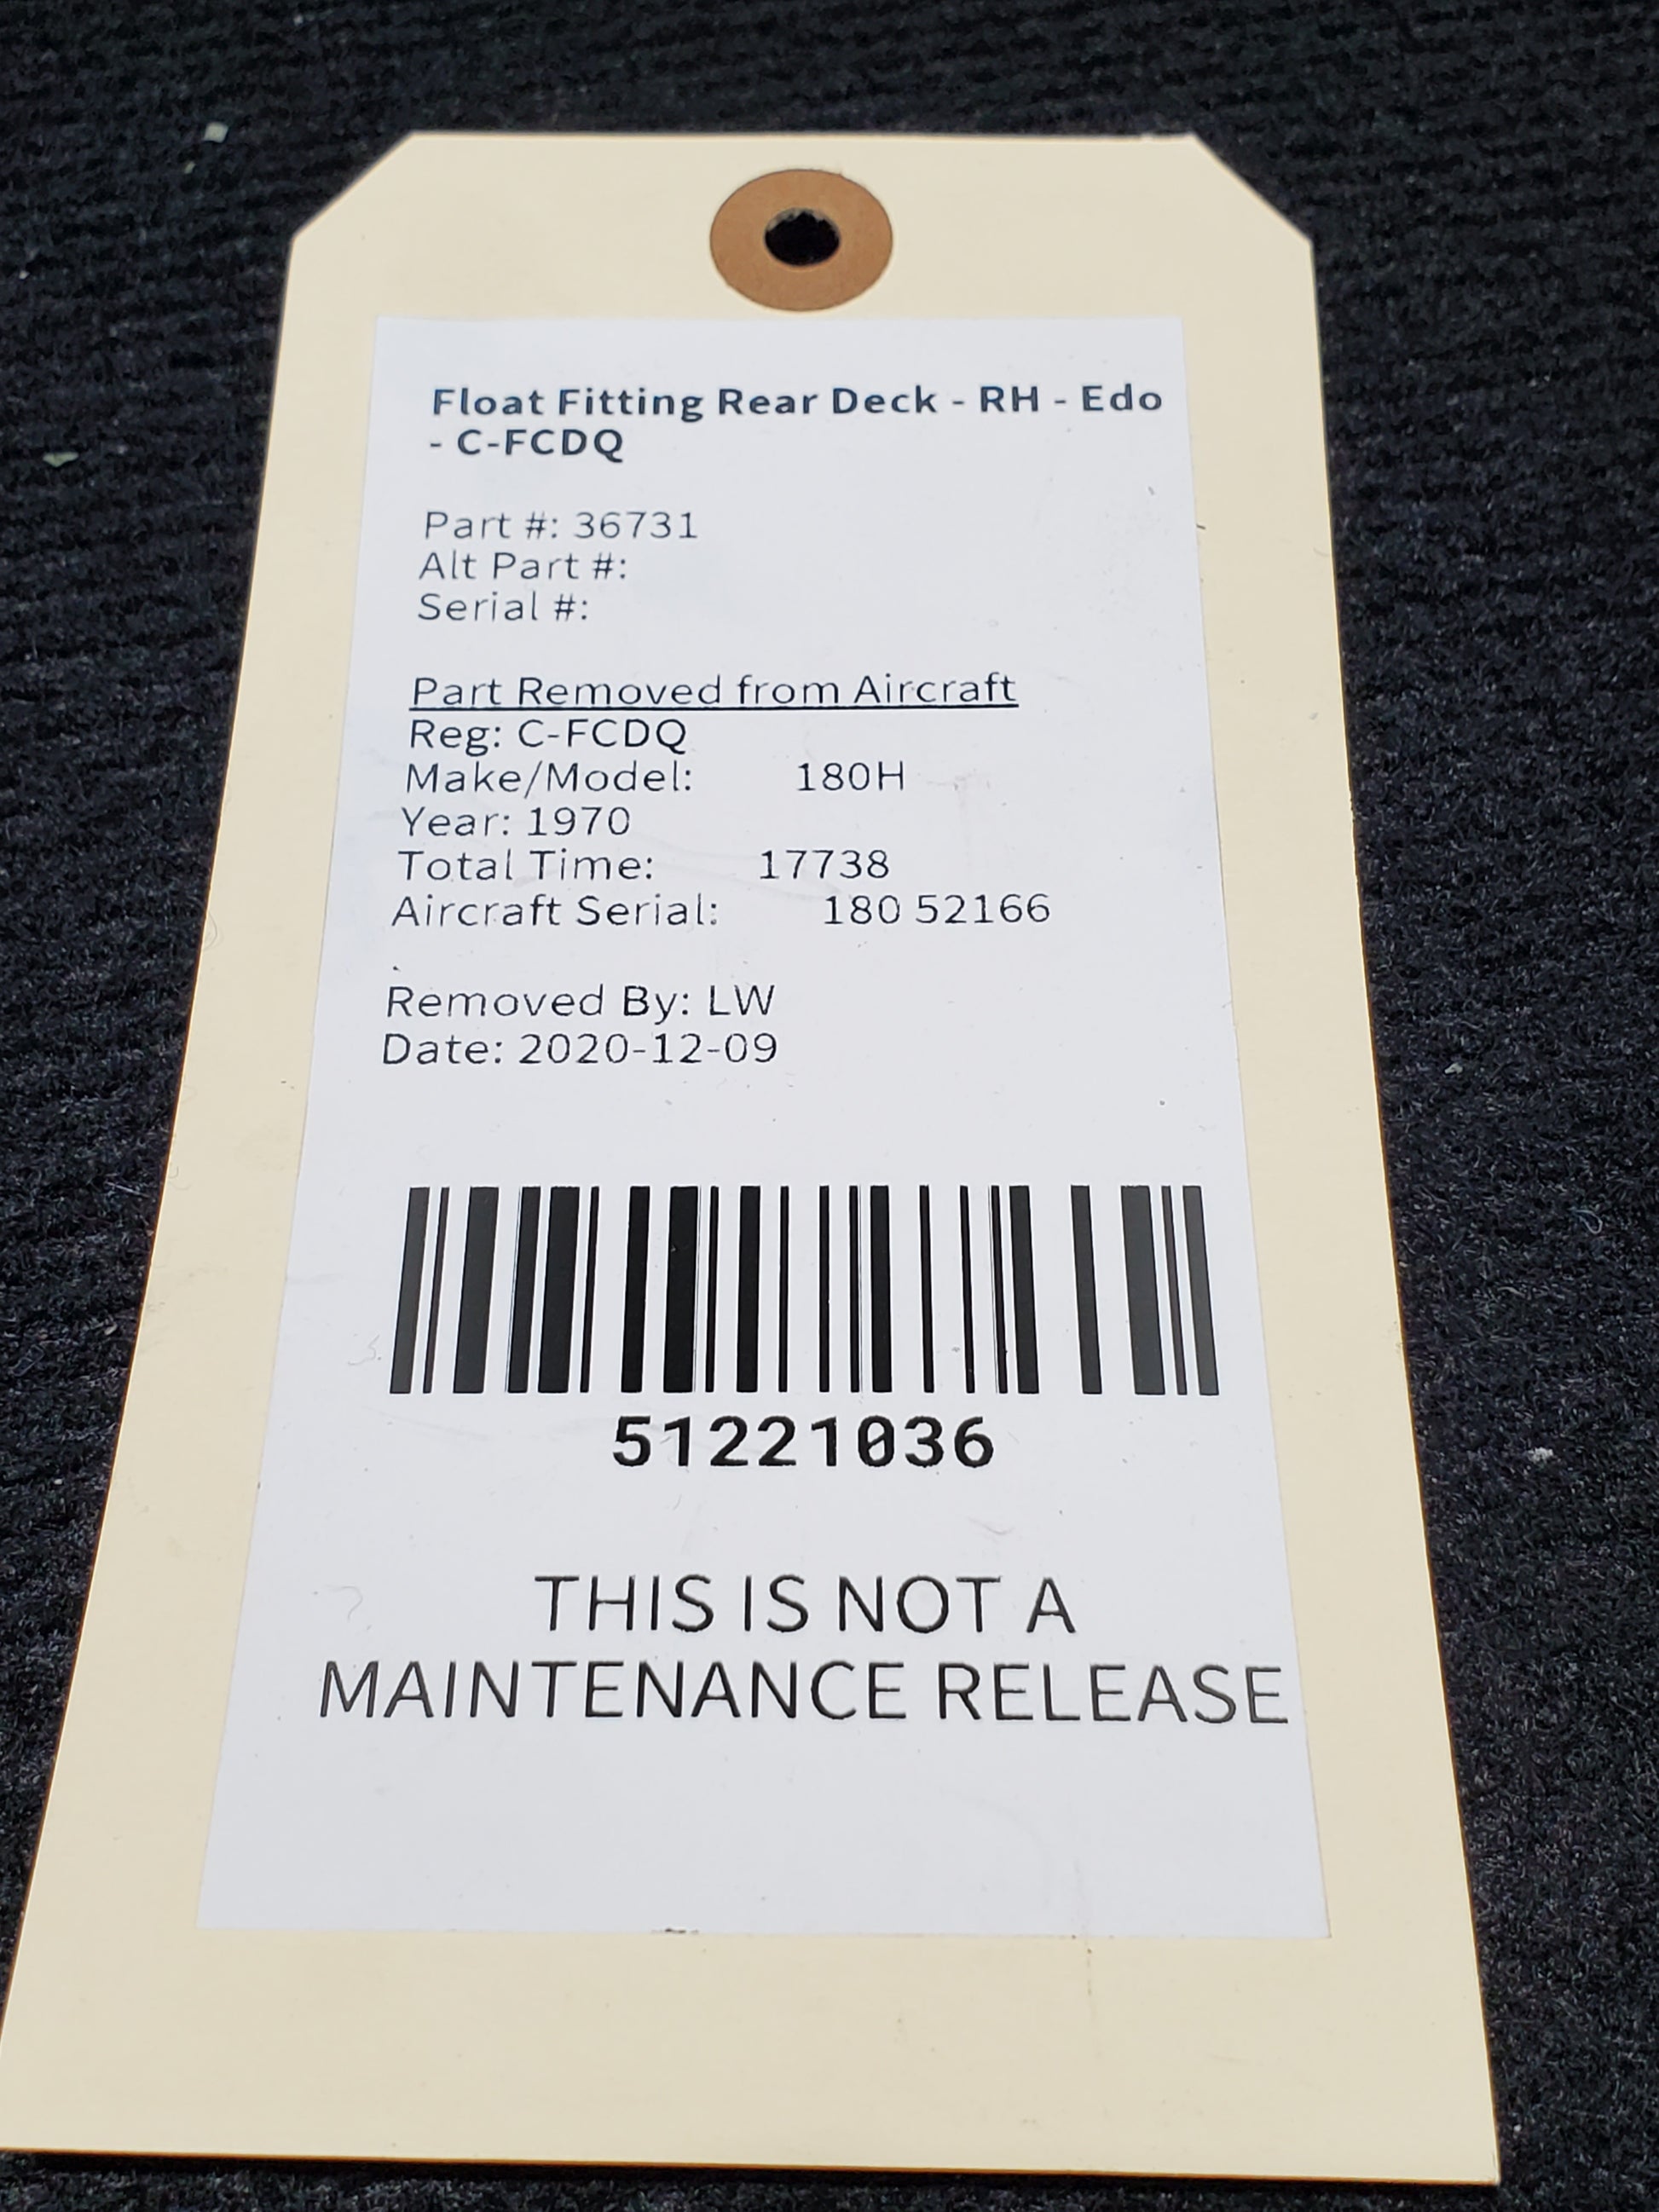 Float Fitting Rear Deck - RH - Edo
- C-FCDQ
Part #: 36731
Alt Part #:
Serial #:
Part Removed from Aircraft
Reg: C-FCDQ
Make/Model: 180H
Year: 1970
Total Time: 17738
Aircraft Serial: 180 52166
Removed By: LW
Date: 2020-12-09
51221036
THIS IS NOT A
MAINTENANCE RELEASE